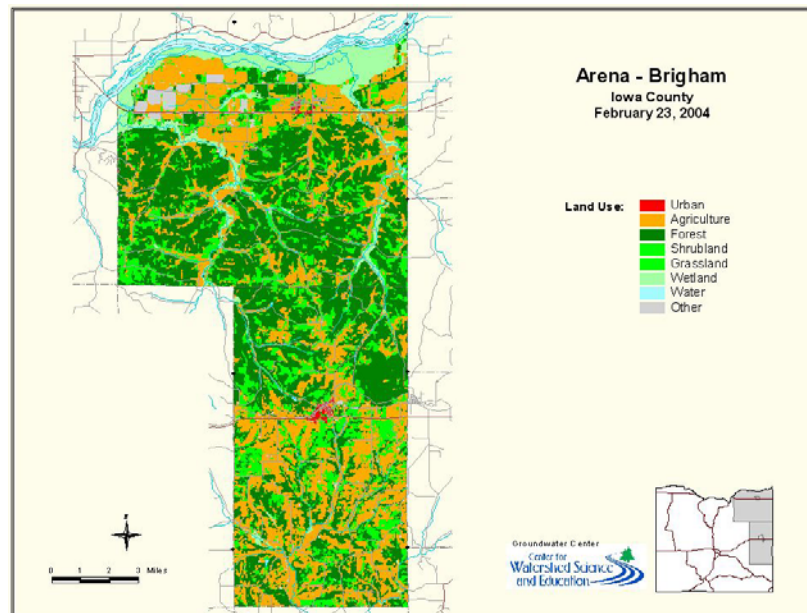 Arena - Brigham
Iowa County
February 23, 2004
Land Use:
Urban
Agriculture
Forest
Shrubland
Grassland
Wetland
Water
Other
0 1 2 3 Miles
Groundwater Center
Center for
Watershed Science
and Education